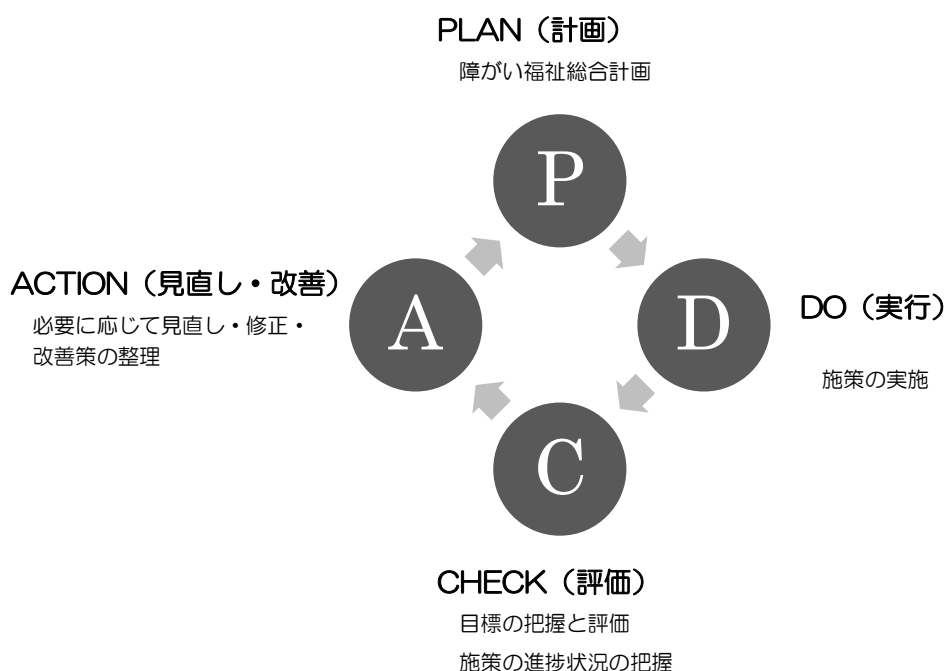 PLAN（計画）
障がい福祉総合計画
P
ACTION（見直し・改善）
必要に応じて見直し・修正・
改善策の整理
A
D
DO（実行）
施策の実施
C
CHECK（評価）
目標の把握と評価
施策の進捗状況の把握